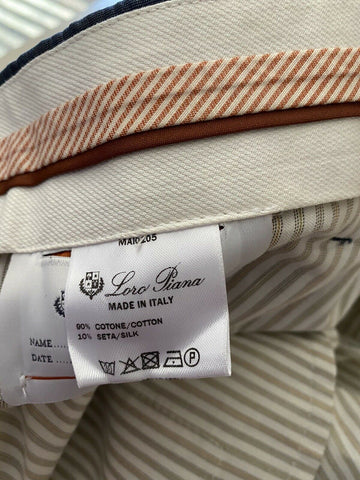 MAI0205
Loro Piana
MADE IN ITALY
90% COTONE/COTTON
10% SETA/SILK
NAME....
DATE....